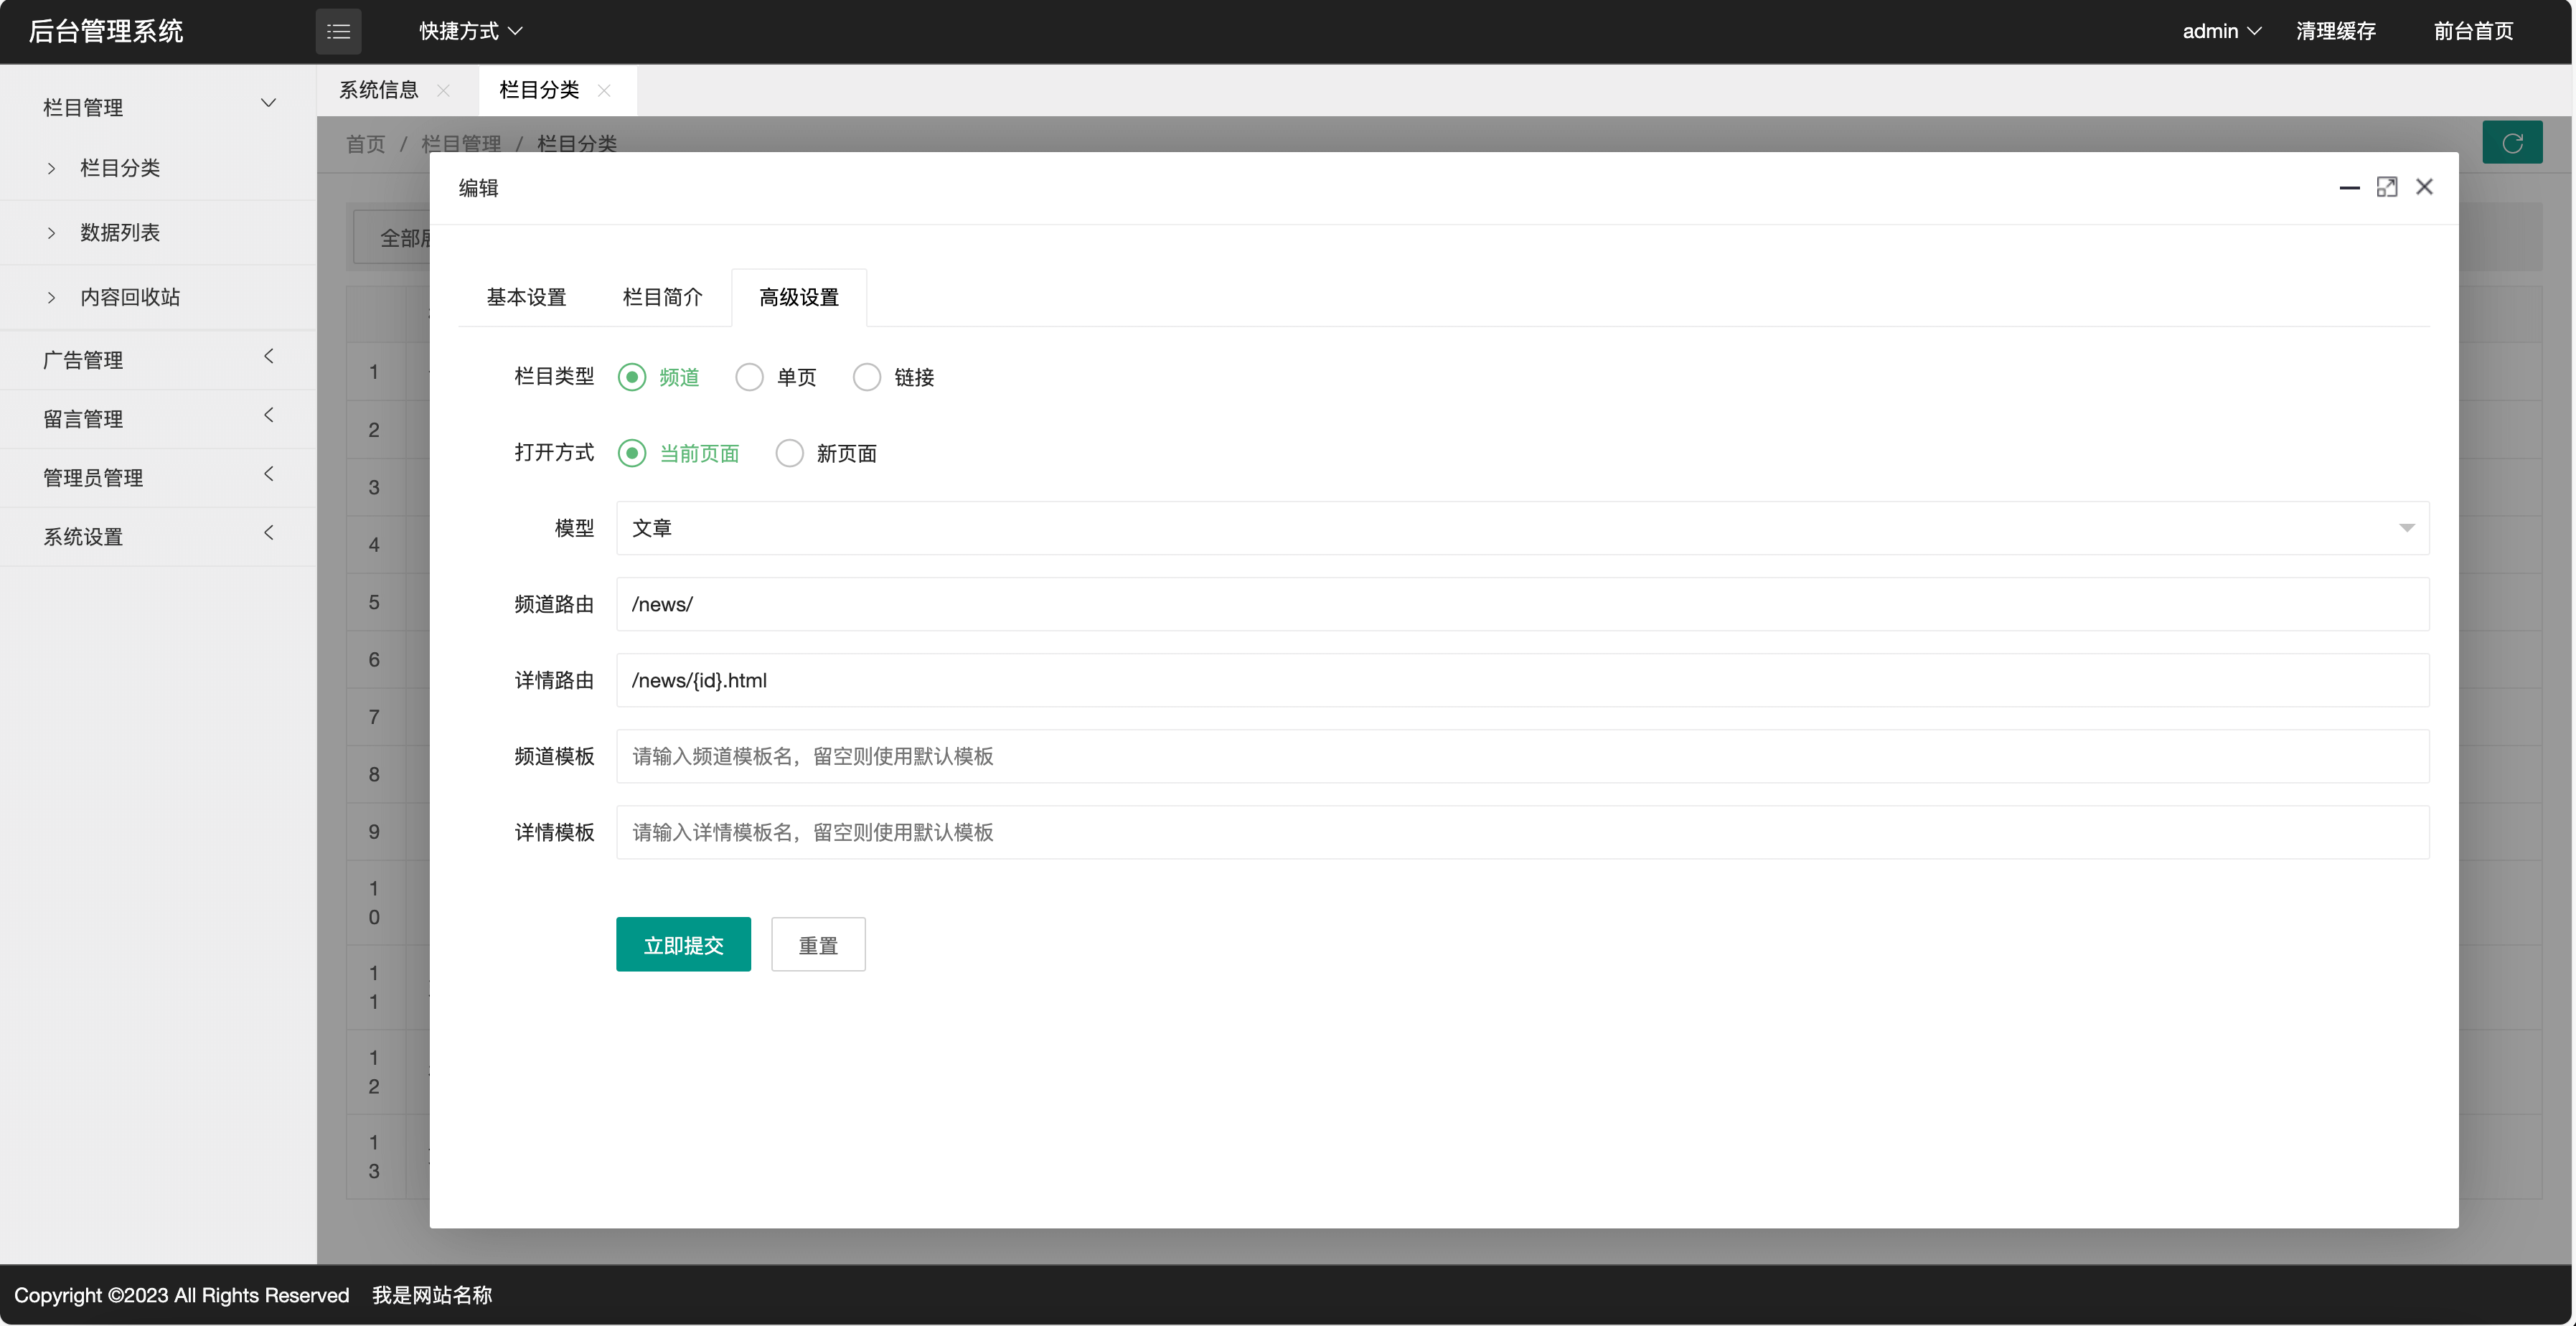 后台管理系统
快捷方式
admin
清理缓存
前台首页
栏目管理
栏目分类
数据列表
内容回收站
广告管理
留言管理
管理员管理
系统设置
系统信息
栏目分类
首页 / 栏目管理 / 栏目分类
全部
编辑
基本设置
栏目简介
高级设置
栏目类型 频道 单页 链接
打开方式 当前页面 新页面
模型 文章
频道路由 /news/
详情路由 /news/{id}.html
频道模板 请输入频道模板名，留空则使用默认模板
详情模板 请输入详情模板名，留空则使用默认模板
立即提交 重置
1
2
3
4
5
6
7
8
9
1
0
1
1
1
2
1
3
Copyright ©2023 All Rights Reserved 我是网站名称